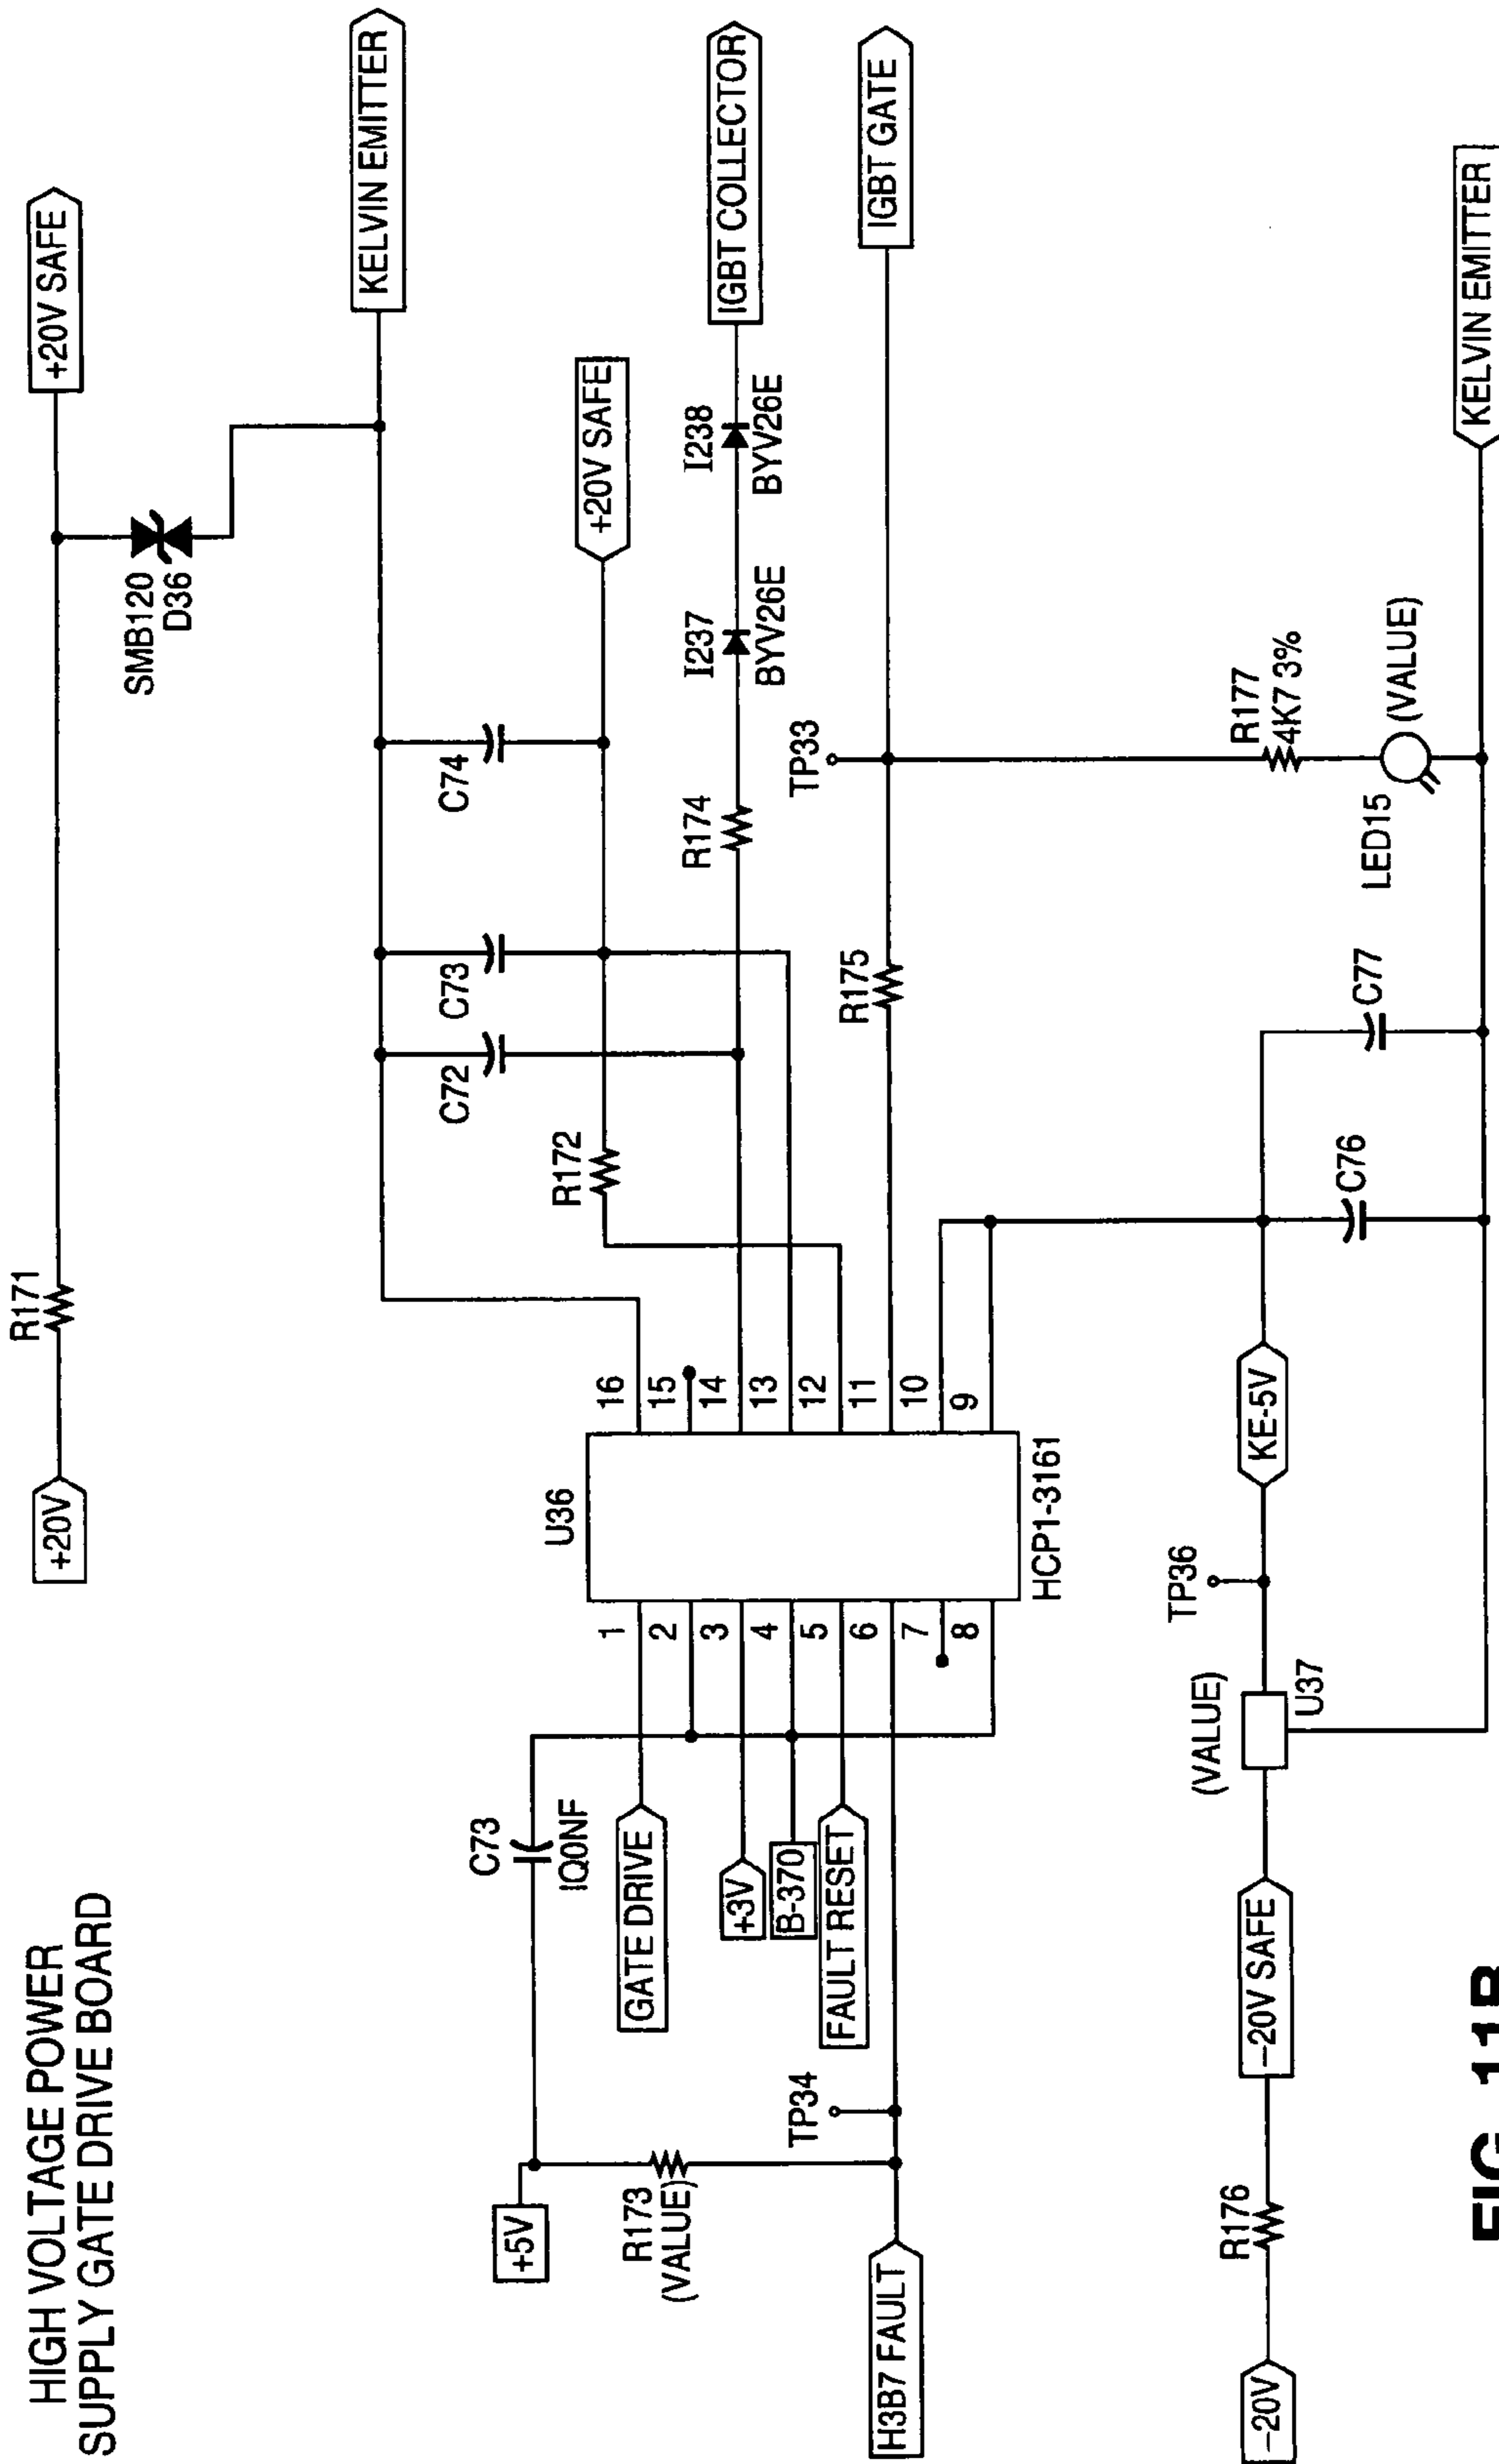 HIGH VOLTAGE POWER
SUPPLY GATE DRIVE BOARD
+20V
R171
+20V SAFE
SMB120
D36
KELVIN EMITTER
C72
C73
C74
+20V SAFE
R172
R174
I237
BYV26E
I238
BYV26E
IGBT COLLECTOR
TP33
R175
IGBT GATE
R177
4K7 3%
LED15
(VALUE)
KELVIN EMITTER
U36
HCP1-3161
1
2
3
4
5
6
7
8
16
15
14
13
12
11
10
9
C73
IQ0NF
+5V
R173
(VALUE)
GATE DRIVE
+3V
B-370
FAULT RESET
TP34
H3B7 FAULT
-20V
R176
-20V SAFE
(VALUE)
U37
TP36
KE-5V
C76
C77
FIG. 11B